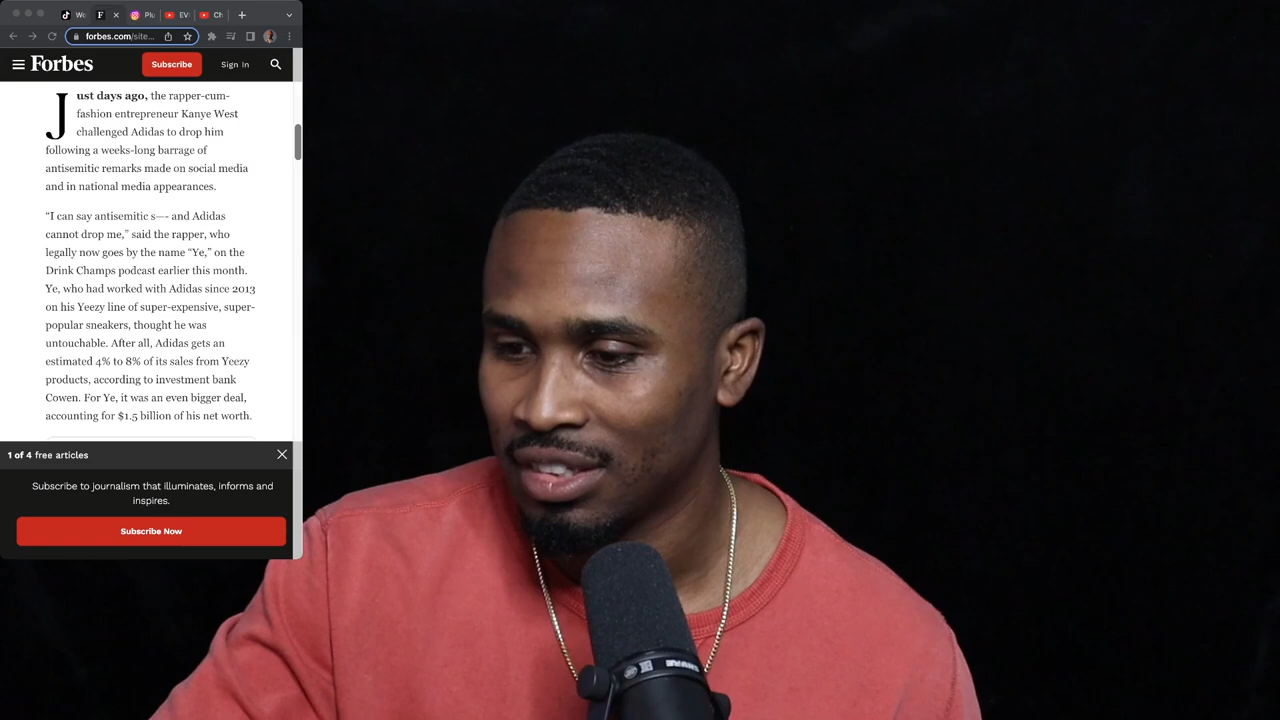 Wo
F
Plu
EV
Ch
forbes.com/site...
Forbes
Subscribe
Sign In
Just days ago, the rapper-cum-
fashion entrepreneur Kanye West
challenged Adidas to drop him
following a weeks-long barrage of
antisemitic remarks made on social media
and in national media appearances.
“I can say antisemitic s—- and Adidas
cannot drop me,” said the rapper, who
legally now goes by the name “Ye,” on the
Drink Champs podcast earlier this month.
Ye, who had worked with Adidas since 2013
on his Yeezy line of super-expensive, super-
popular sneakers, thought he was
untouchable. After all, Adidas gets an
estimated 4% to 8% of its sales from Yeezy
products, according to investment bank
Cowen. For Ye, it was an even bigger deal,
accounting for $1.5 billion of his net worth.
1 of 4 free articles
Subscribe to journalism that illuminates, informs and
inspires.
Subscribe Now
SHURE